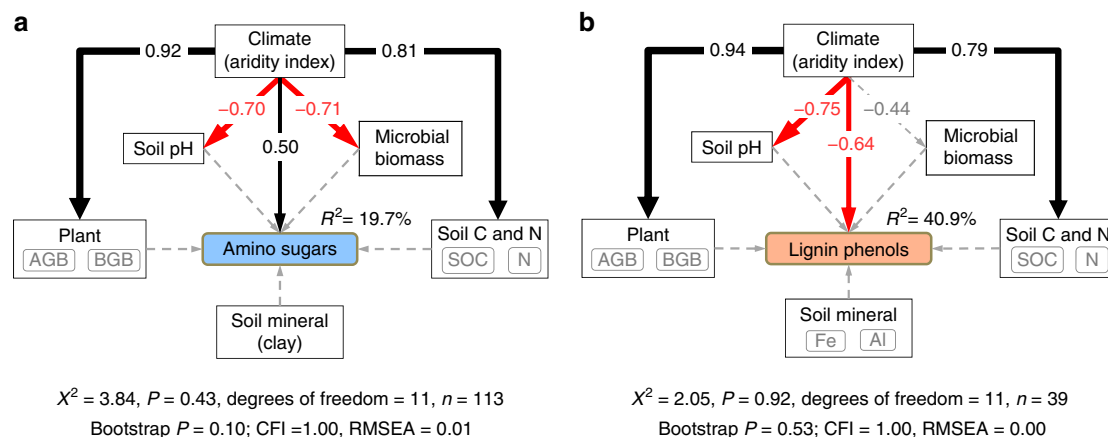 a
Climate
(aridity index)
0.92
0.81
−0.70
−0.71
0.50
Soil pH
Microbial
biomass
R² = 19.7%
Plant
AGB BGB
Amino sugars
Soil C and N
SOC N
Soil mineral
(clay)
X² = 3.84, P = 0.43, degrees of freedom = 11, n = 113
Bootstrap P = 0.10; CFI =1.00, RMSEA = 0.01
b
Climate
(aridity index)
0.94
0.79
−0.75
−0.44
−0.64
Soil pH
Microbial
biomass
R² = 40.9%
Plant
AGB BGB
Lignin phenols
Soil C and N
SOC N
Soil mineral
Fe Al
X² = 2.05, P = 0.92, degrees of freedom = 11, n = 39
Bootstrap P = 0.53; CFI = 1.00, RMSEA = 0.00